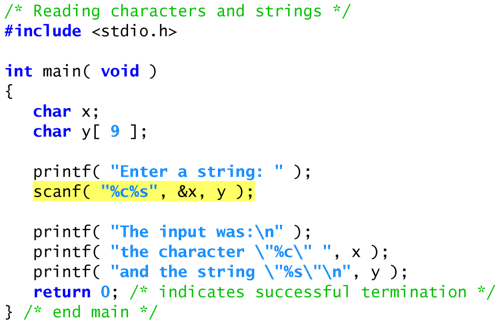 /* Reading characters and strings */
#include <stdio.h>
int main( void )
{
char x;
char y[ 9 ];
printf( "Enter a string: " );
scanf( "%c%s", &x, y );
printf( "The input was:\n" );
printf( "the character \"%c\" ", x );
printf( "and the string \"%s\"\n", y );
return 0; /* indicates successful termination */
} /* end main */